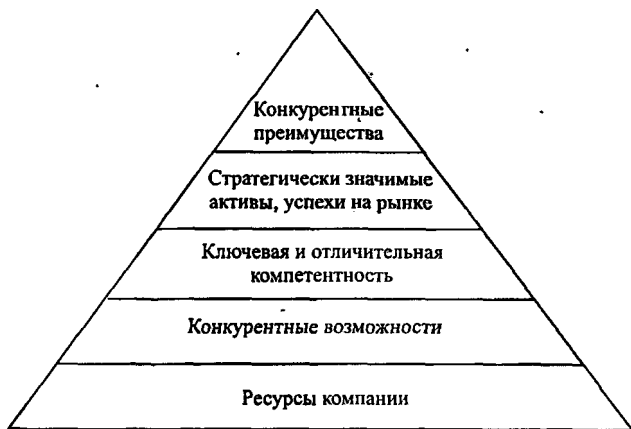 Конкурентные
преимущества
Стратегически значимые
активы, успехи на рынке
Ключевая и отличительная
компетентность
Конкурентные возможности
Ресурсы компании